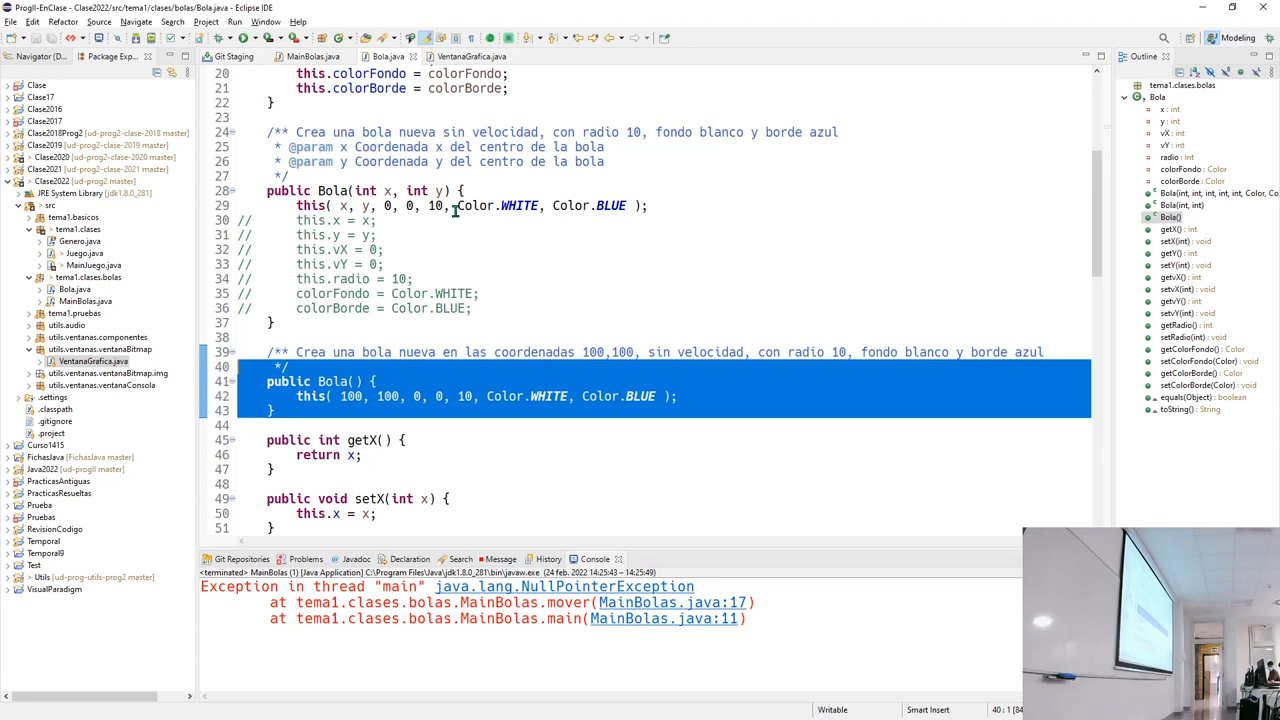 ProgII-EnClase - Clase2022/src/tema1/clases/bolas/Bola.java - Eclipse IDE
File Edit Refactor Source Navigate Search Project Run Window Help
Modeling
Navigator (D...
Package Exp...
Git Staging
MainBolas.java
Bola.java
VentanaGrafica.java
Outline
Clase
Clase17
Clase2016
Clase2018Prog2 [ud-prog2-clase-2018 master]
Clase2019 [ud-prog2-clase-2019 master]
> Clase2020 [ud-prog2-clase-2020 master]
Clase2021 [ud-prog2-clase-2021 master]
> Clase2022 [ud-prog2 master]
JRE System Library [jdk1.8.0_281]
> src
tema1.basicos
> tema1.clases
Genero.java
Juego.java
MainJuego.java
> tema1.clases.bolas
Bola.java
MainBolas.java
tema1.pruebas
utils.audio
utils.ventanas.componentes
utils.ventanas.ventanaBitmap
VentanaGrafica.java
utils.ventanas.ventanaBitmap.img
utils.ventanas.ventanaConsola
.settings
.classpath
.gitignore
.project
Curso1415
FichasJava [FichasJava master]
Java2022 [ud-progII master]
PracticasAntiguas
PracticasResueltas
Prueba
Pruebas
RevisionCodigo
Temporal
Temporal9
Test
> Utils [ud-prog-utils-prog2 master]
VisualParadigm
20 this.colorFondo = colorFondo;
21 this.colorBorde = colorBorde;
22 }
23
24 /** Crea una bola nueva sin velocidad, con radio 10, fondo blanco y borde azul
25 * @param x Coordenada x del centro de la bola
26 * @param y Coordenada y del centro de la bola
27 */
28 public Bola(int x, int y) {
29 this( x, y, 0, 0, 10, Color.WHITE, Color.BLUE );
30 // this.x = x;
31 // this.y = y;
32 // this.vX = 0;
33 // this.vY = 0;
34 // this.radio = 10;
35 // colorFondo = Color.WHITE;
36 // colorBorde = Color.BLUE;
37 }
38
39 /** Crea una bola nueva en las coordenadas 100,100, sin velocidad, con radio 10, fondo blanco y borde azul
40 */
41 public Bola() {
42 this( 100, 100, 0, 0, 10, Color.WHITE, Color.BLUE );
43 }
44
45 public int getX() {
46 return x;
47 }
48
49 public void setX(int x) {
50 this.x = x;
51 }
tema1.clases.bolas
Bola
x : int
y : int
vX : int
vY : int
radio : int
colorFondo : Color
colorBorde : Color
Bola(int, int, int, int, int, Color, Co
Bola(int, int)
Bola()
getX() : int
setX(int) : void
getY() : int
setY(int) : void
getvX() : int
setvX(int) : void
getvY() : int
setvY(int) : void
getRadio() : int
setRadio(int) : void
getColorFondo() : Color
setColorFondo(Color) : void
getColorBorde() : Color
setColorBorde(Color) : void
equals(Object) : boolean
toString() : String
Git Repositories Problems Javadoc Declaration Search Message History Console
<terminated> MainBolas (1) [Java Application] C:\Program Files\Java\jdk1.8.0_281\bin\javaw.exe (24 feb. 2022 14:25:43 – 14:25:49)
Exception in thread "main" java.lang.NullPointerException
at tema1.clases.bolas.MainBolas.mover(MainBolas.java:17)
at tema1.clases.bolas.MainBolas.main(MainBolas.java:11)
Writable
Smart Insert
40 : 1 [84